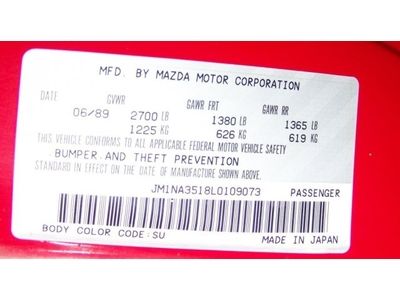 MFD. BY MAZDA MOTOR CORPORATION
DATE GVWR GAWR FRT GAWR RR
06/89 2700 LB 1380 LB 1365 LB
1225 KG 626 KG 619 KG
THIS VEHICLE CONFORMS TO ALL APPLICABLE FEDERAL MOTOR VEHICLE SAFETY
BUMPER AND THEFT PREVENTION
STANDARD IN EFFECT ON THE DATE OF MANUFACTURE SHOWN ABOVE.
JM1NA3518L0109073 PASSENGER
BODY COLOR CODE:SU MADE IN JAPAN